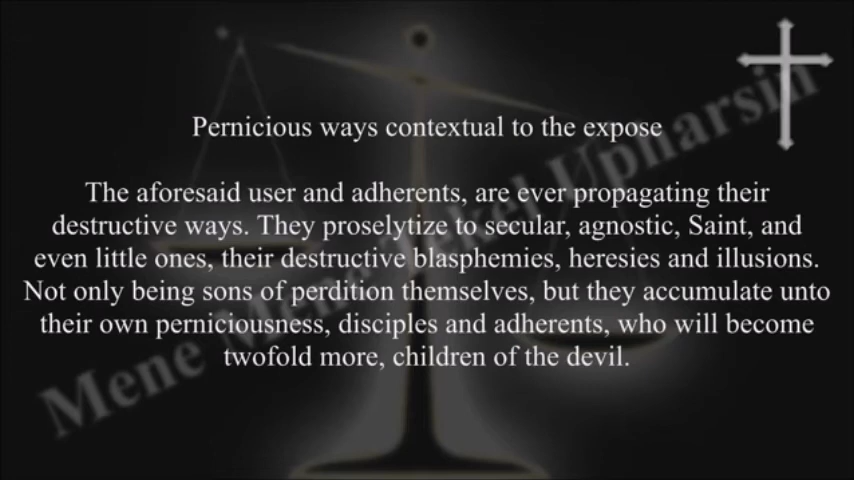 Pernicious ways contextual to the expose
The aforesaid user and adherents, are ever propagating their
destructive ways. They proselytize to secular, agnostic, Saint, and
even little ones, their destructive blasphemies, heresies and illusions.
Not only being sons of perdition themselves, but they accumulate unto
their own perniciousness, disciples and adherents, who will become
twofold more, children of the devil.
Mene Mene Tekel Upharsin